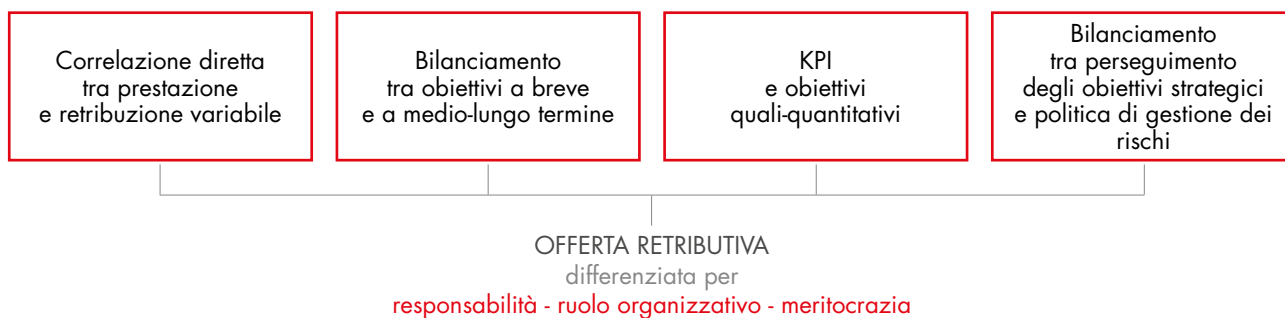 Correlazione diretta
tra prestazione
e retribuzione variabile
Bilanciamento
tra obiettivi a breve
e a medio-lungo termine
KPI
e obiettivi
quali-quantitativi
Bilanciamento
tra perseguimento
degli obiettivi strategici
e politica di gestione dei
rischi
OFFERTA RETRIBUTIVA
differenziata per
responsabilità - ruolo organizzativo - meritocrazia